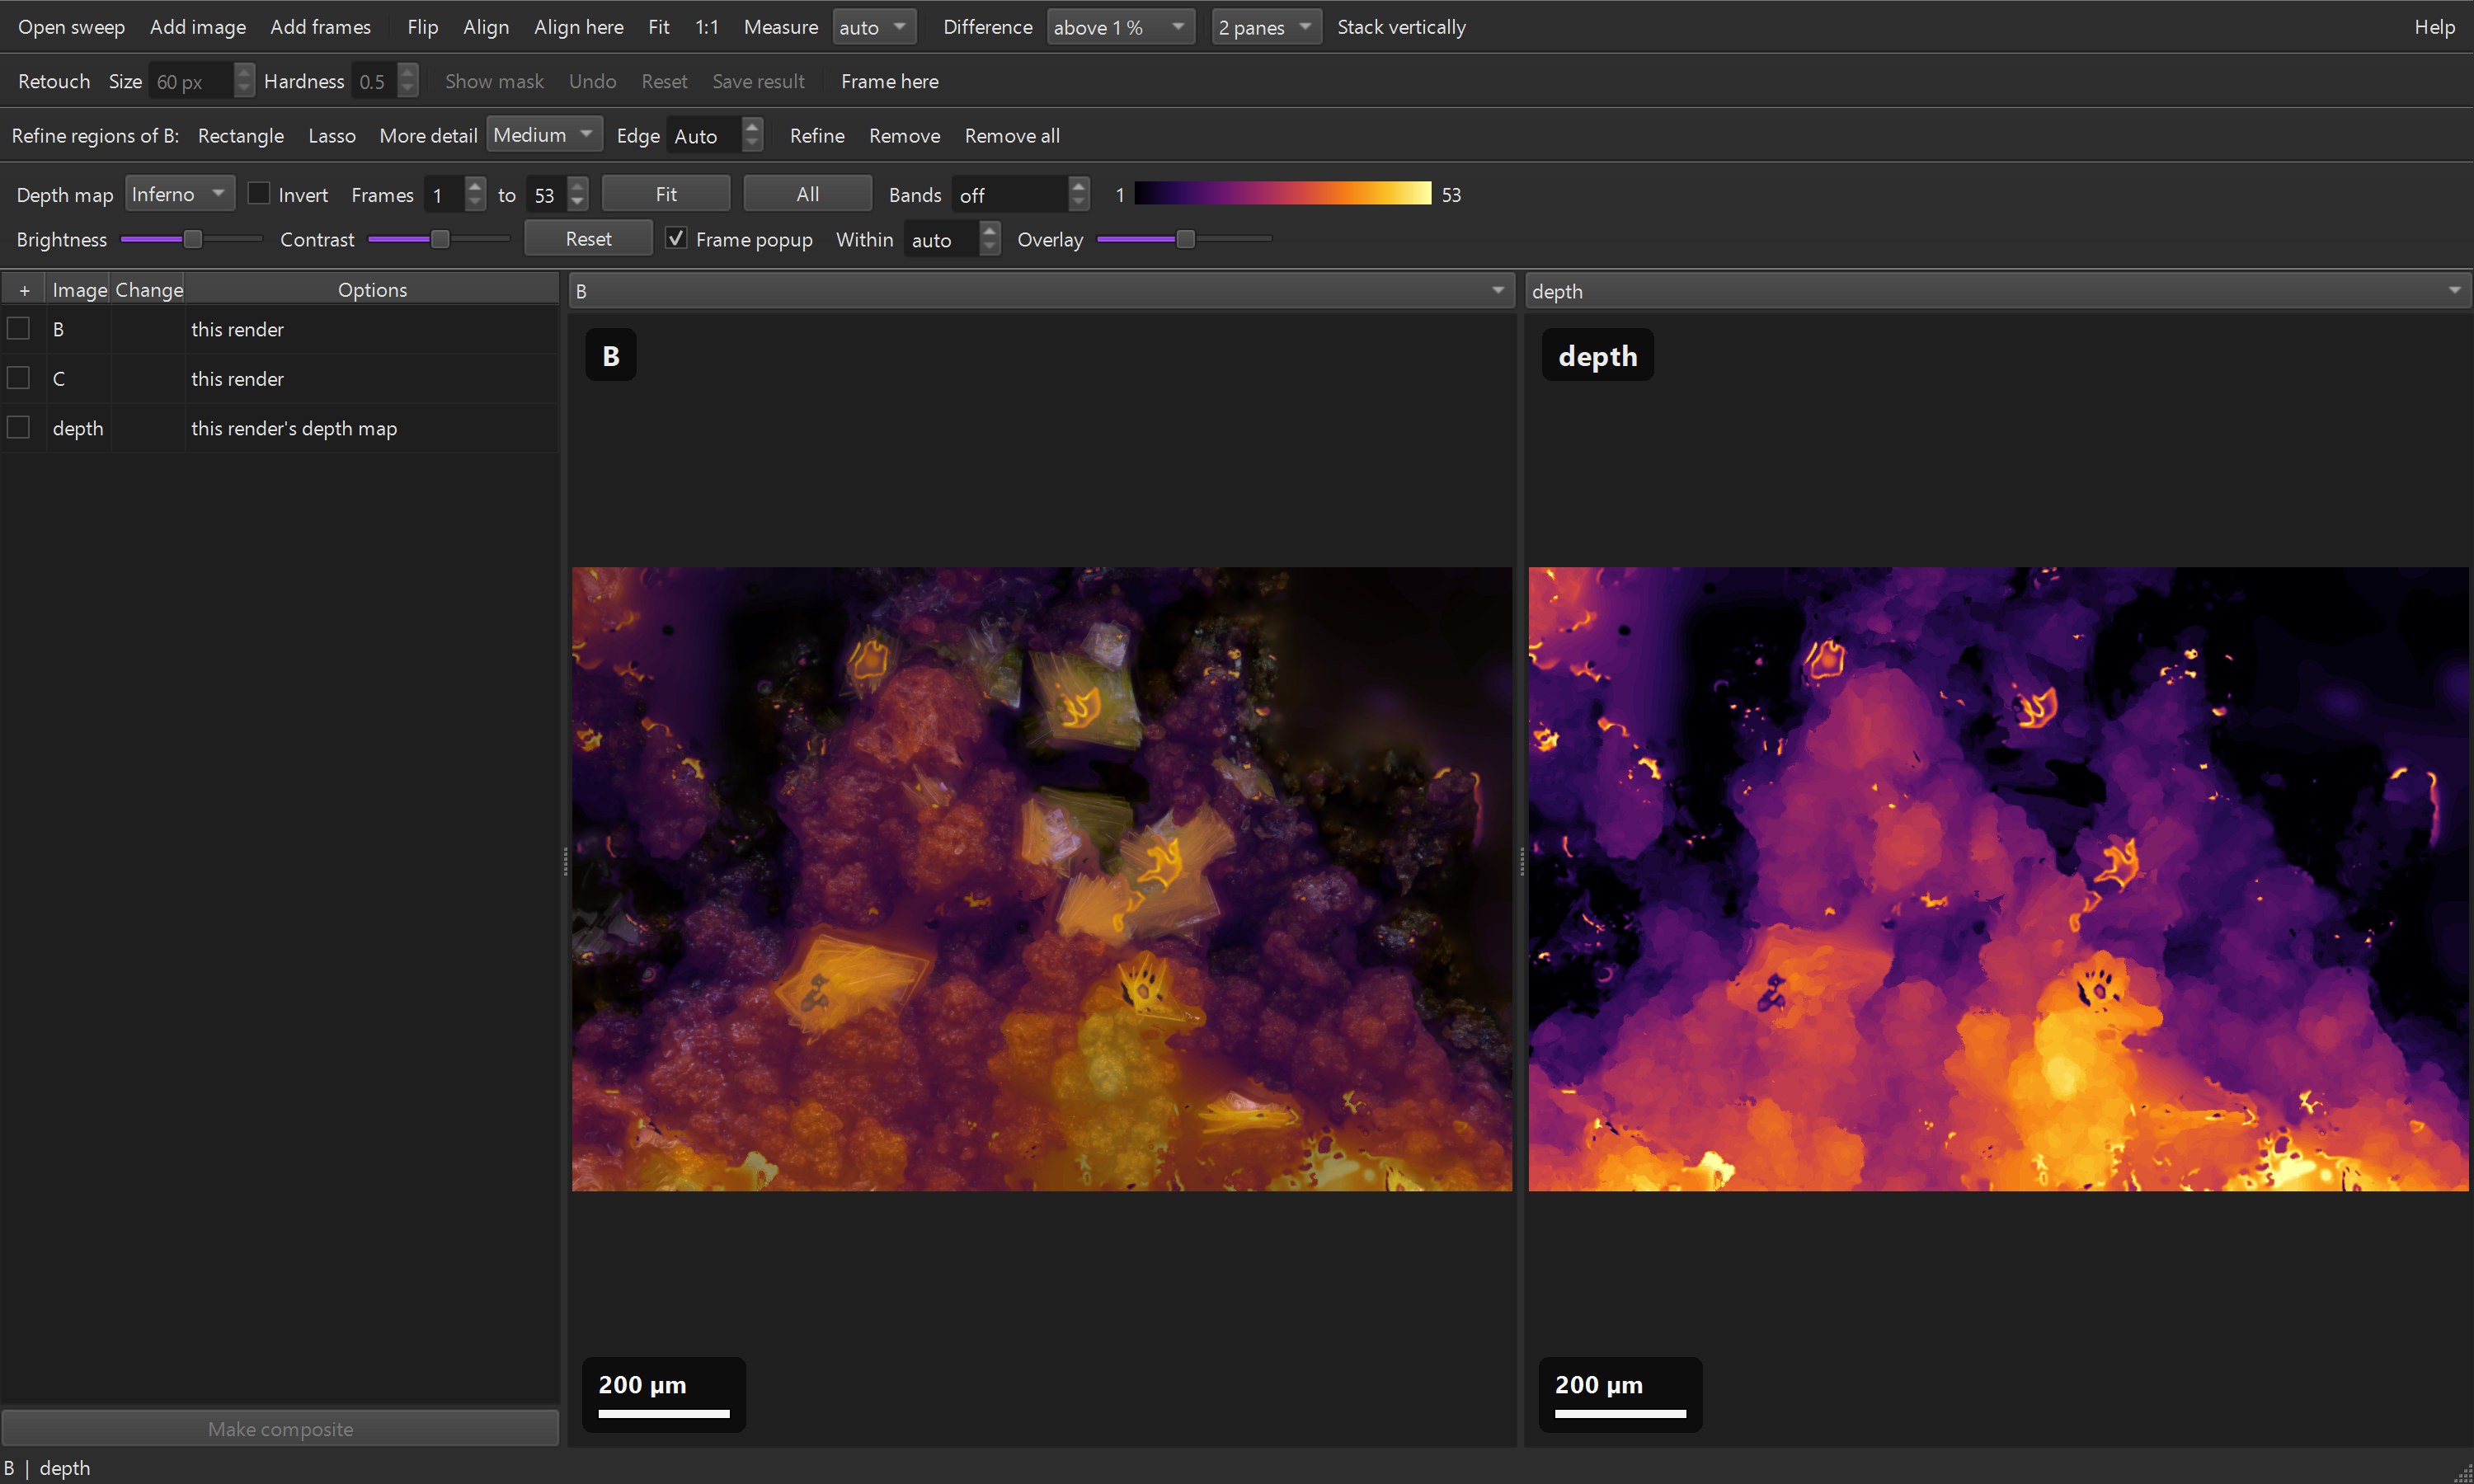 Open sweep Add image Add frames Flip Align Align here Fit 1:1 Measure auto Difference above 1 % 2 panes Stack vertically Help
Retouch Size 60 px Hardness 0.5 Show mask Undo Reset Save result Frame here
Refine regions of B: Rectangle Lasso More detail Medium Edge Auto Refine Remove Remove all
Depth map Inferno Invert Frames 1 to 53 Fit All Bands off 1 53
Brightness Contrast Reset Frame popup Within auto Overlay
+ Image Change Options B depth
B this render
C this render
depth this render's depth map
B depth
200 µm 200 µm
Make composite
B | depth